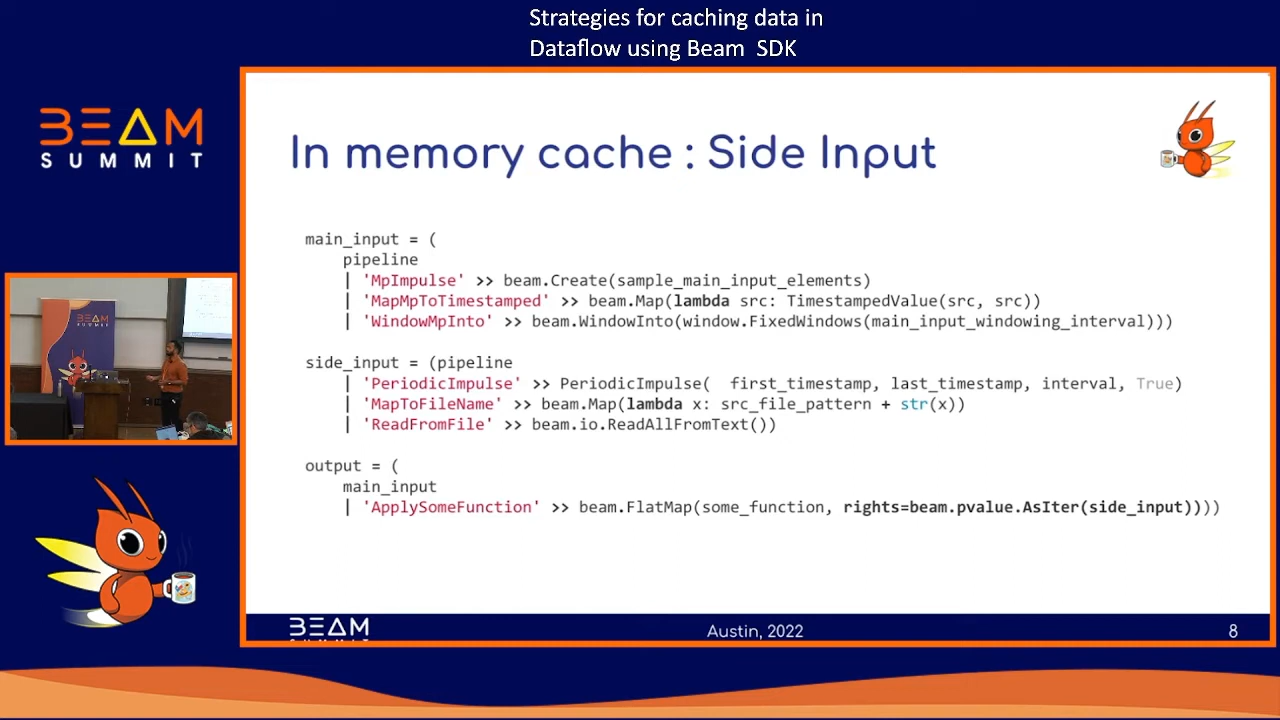 Strategies for caching data in
Dataflow using Beam SDK
BEAM
SUMMIT
In memory cache : Side Input
main_input = (
    pipeline
    | 'MpImpulse' >> beam.Create(sample_main_input_elements)
    | 'MapMpToTimestamped' >> beam.Map(lambda src: TimestampedValue(src, src))
    | 'WindowMpInto' >> beam.WindowInto(window.FixedWindows(main_input_windowing_interval)))
side_input = (pipeline
    | 'PeriodicImpulse' >> PeriodicImpulse(  first_timestamp, last_timestamp, interval, True)
    | 'MapToFileName' >> beam.Map(lambda x: src_file_pattern + str(x))
    | 'ReadFromFile' >> beam.io.ReadAllFromText())
output = (
    main_input
    | 'ApplySomeFunction' >> beam.FlatMap(some_function, rights=beam.pvalue.AsIter(side_input))))
BEAM
SUMMIT
BEAM
Austin, 2022
8